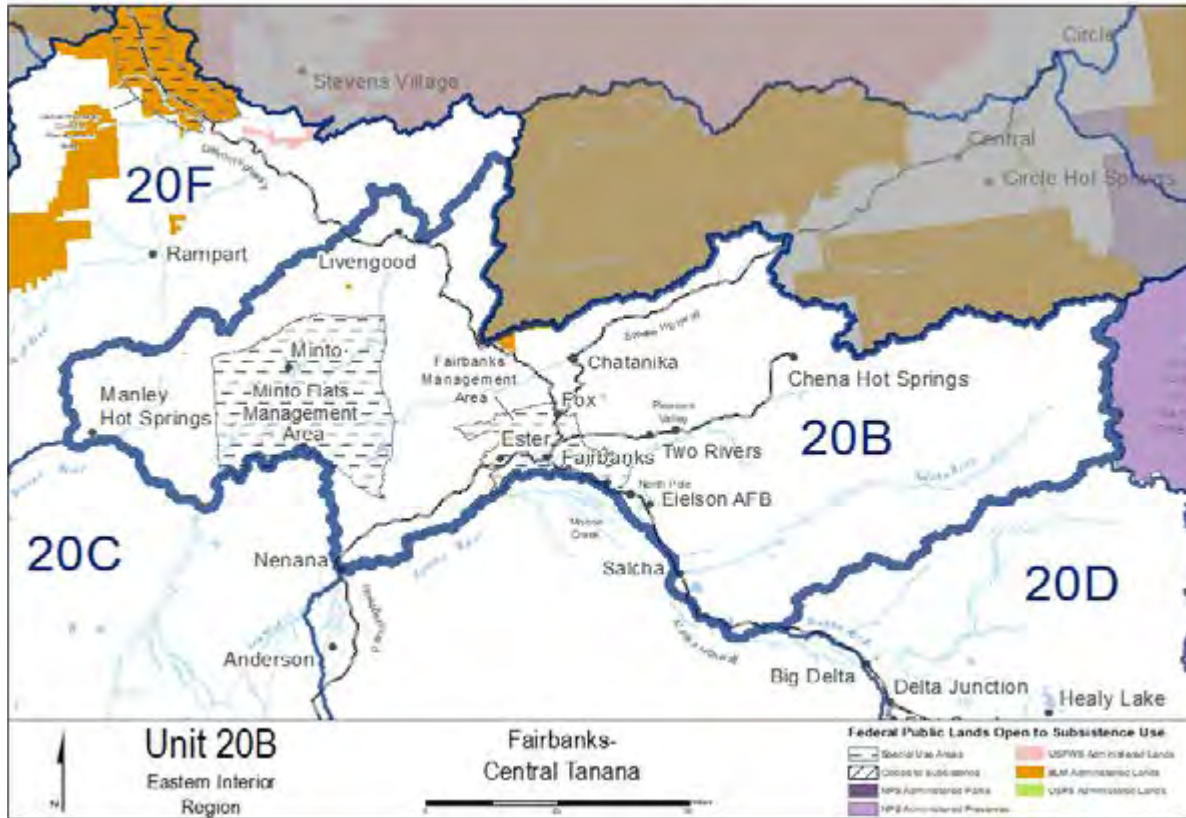 Circle
Stevens Village
Central
Circle Hot Springs
20F
Rampart
Livengood
Minto
Minto Flats
Management
Area
Manley
Hot Springs
Fairbanks
Management
Area
Chatanika
Chena Hot Springs
Fox
Pleasant
Valley
Two Rivers
20B
Ester
Fairbanks
North Pole
Eielson AFB
Moose
Creek
20C
Nenana
Salcha
20D
Anderson
Big Delta
Delta Junction
Healy Lake
N
Unit 20B
Eastern Interior
Region
Fairbanks-
Central Tanana
Federal Public Lands Open to Subsistence Use
Special Use Areas
Closed to Subsistence
NPS Administered Parks
NPS Administered Preserves
USFWS Administered Lands
BLM Administered Lands
USFS Administered Lands